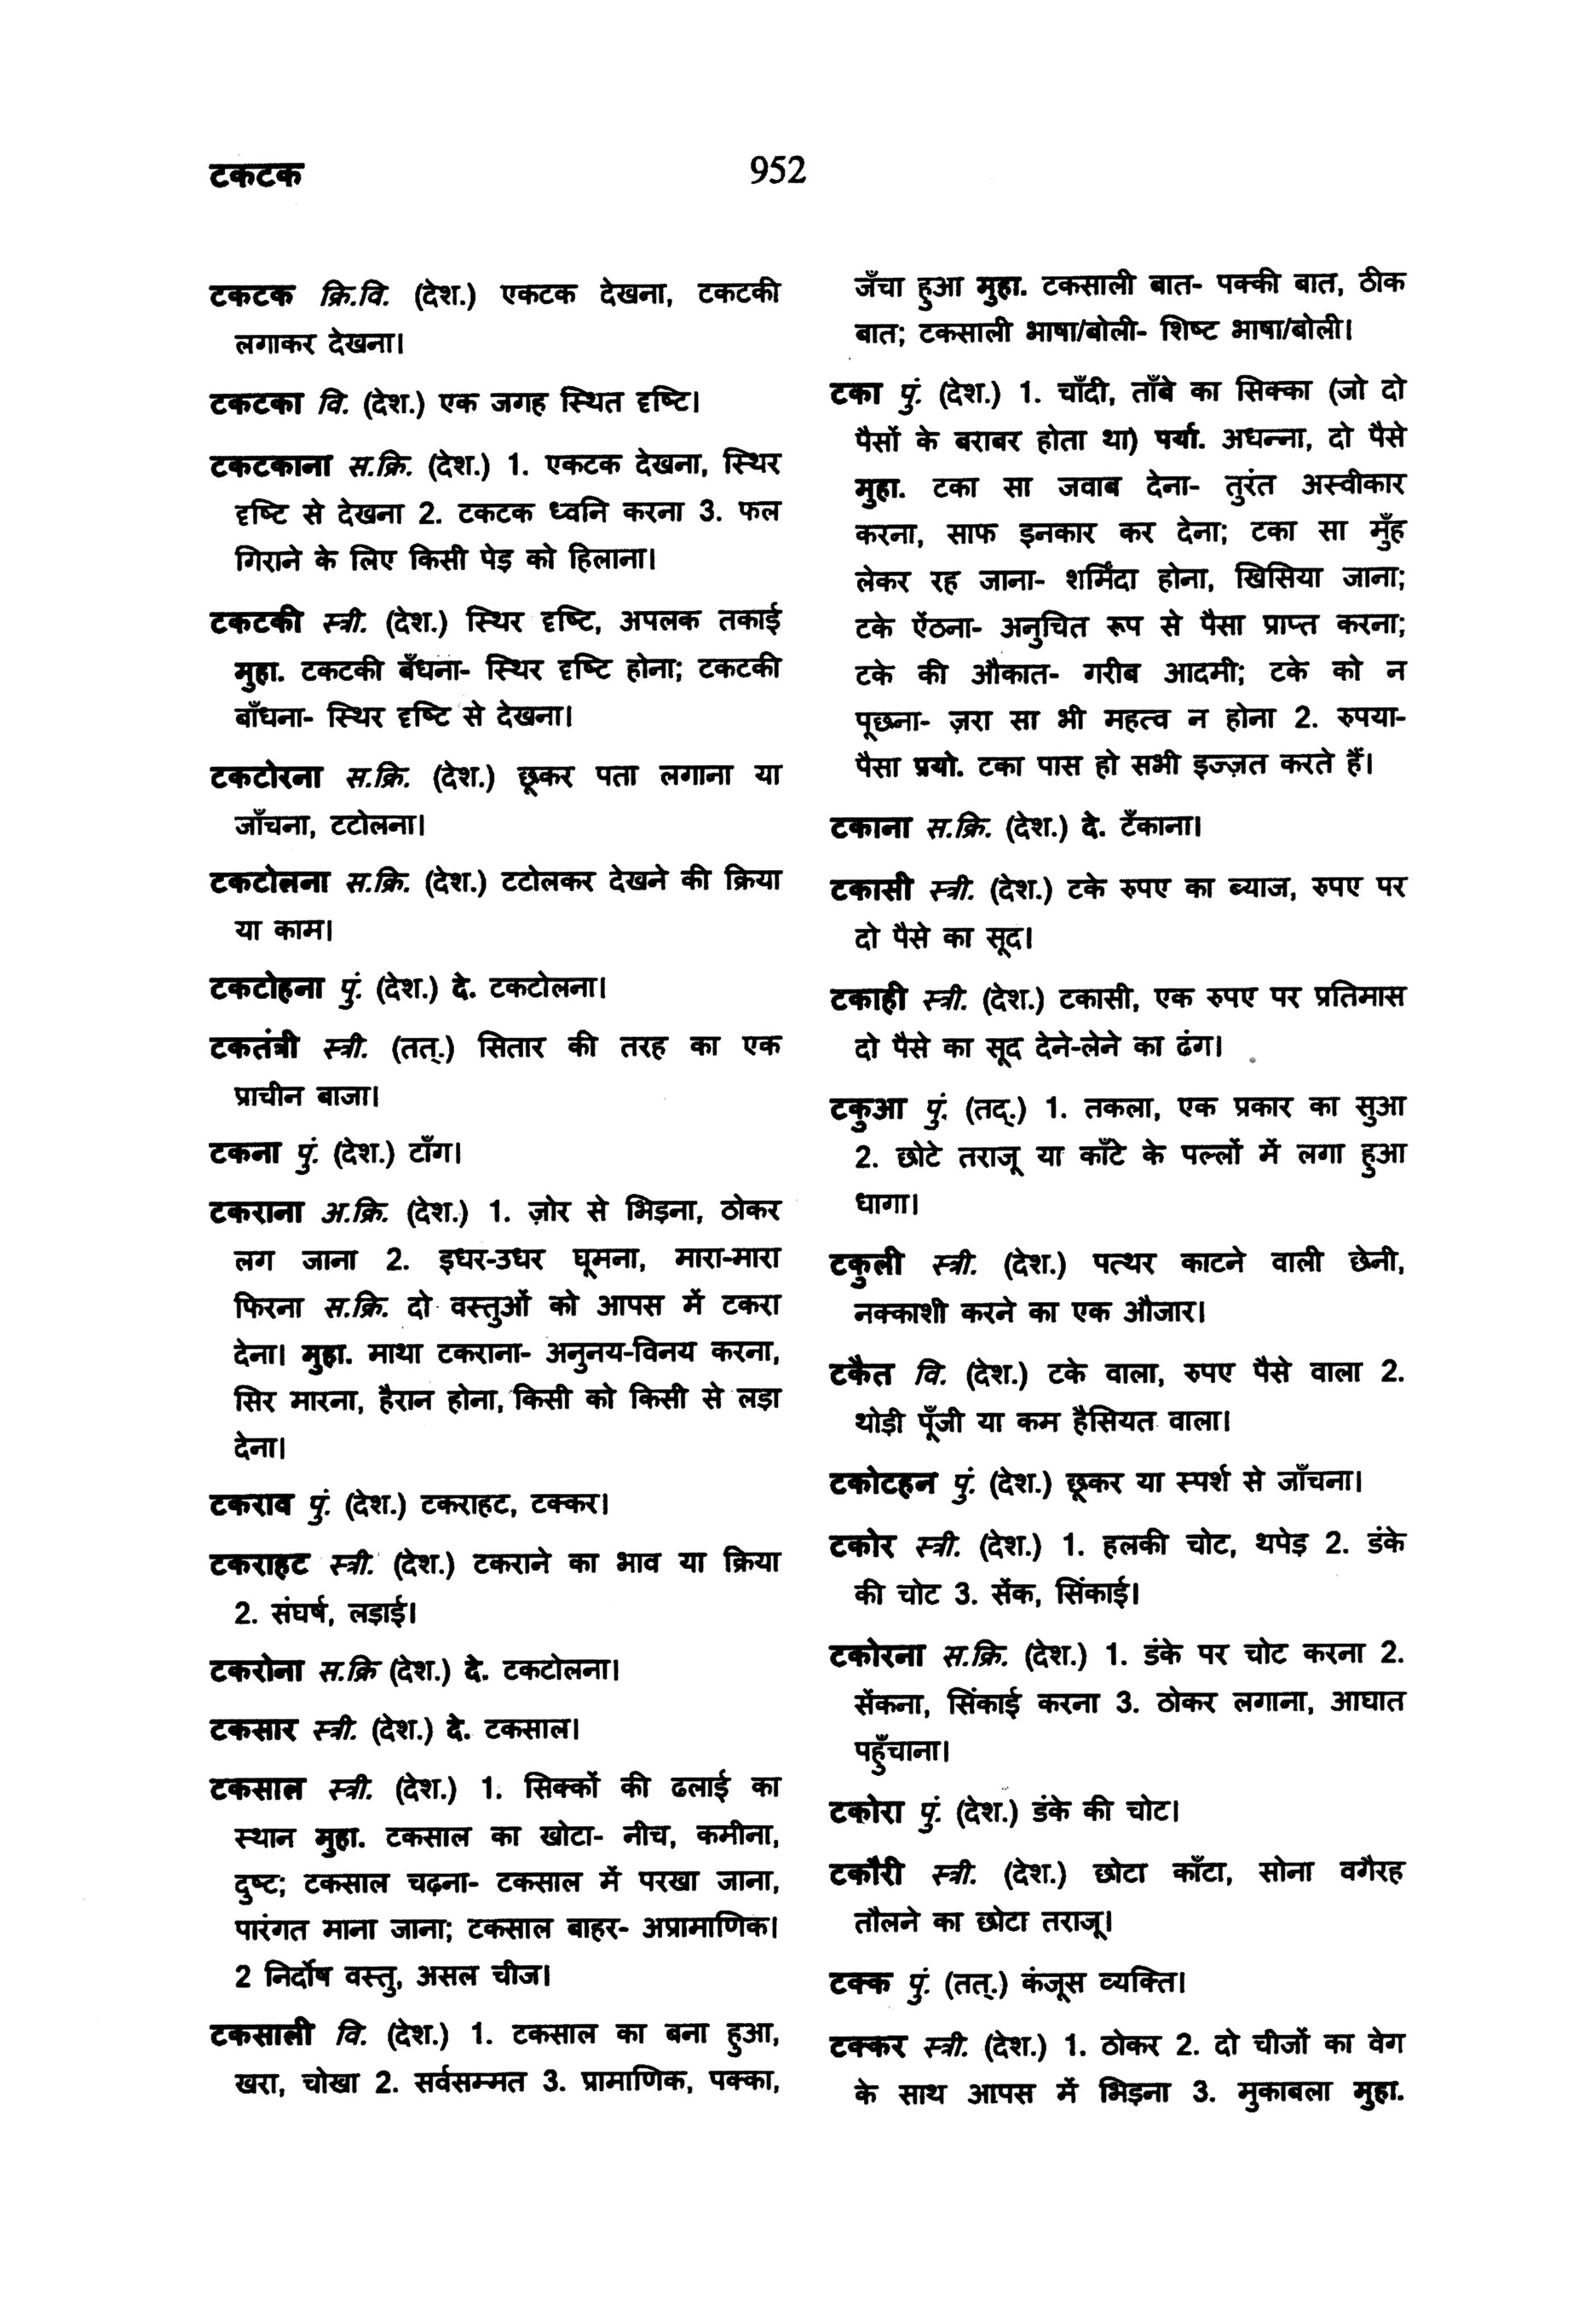 टकटक
952
टकटक क्रि.वि. (देश.) एकटक देखना, टकटकी
लगाकर देखना।
टकटका वि. (देश.) एक जगह स्थित दृष्टि।
टकटकाना स.क्रि. (देश.) 1. एकटक देखना, स्थिर
दृष्टि से देखना 2. टकटक ध्वनि करना 3. फल
गिराने के लिए किसी पेड़ को हिलाना।
टकटकी स्त्री. (देश.) स्थिर दृष्टि, अपलक तकाई
मुहा. टकटकी बँधना- स्थिर दृष्टि होना; टकटकी
बाँधना- स्थिर दृष्टि से देखना।
टकटोरना स.क्रि. (देश.) छूकर पता लगाना या
जाँचना, टटोलना।
टकटोलना स.क्रि. (देश.) टटोलकर देखने की क्रिया
या काम।
टकटोहना पुं. (देश.) दे. टकटोलना।
टकतंत्री स्त्री. (तत्.) सितार की तरह का एक
प्राचीन बाजा।
टकना पुं. (देश.) टाँग।
टकराना अ.क्रि. (देश.) 1. ज़ोर से भिड़ना, ठोकर
लग जाना 2. इधर-उधर घूमना, मारा-मारा
फिरना स.क्रि. दो वस्तुओं को आपस में टकरा
देना। मुहा. माथा टकराना- अनुनय-विनय करना,
सिर मारना, हैरान होना, किसी को किसी से लड़ा
देना।
टकराव पुं. (देश.) टकराहट, टक्कर।
टकराहट स्त्री. (देश.) टकराने का भाव या क्रिया
2. संघर्ष, लड़ाई।
टकरोना स.क्रि (देश.) दे. टकटोलना।
टकसार स्त्री. (देश.) दे. टकसाल।
टकसाल स्त्री. (देश.) 1. सिक्कों की ढलाई का
स्थान मुहा. टकसाल का खोटा- नीच, कमीना,
दुष्ट; टकसाल चढ़ना- टकसाल में परखा जाना,
पारंगत माना जाना; टकसाल बाहर- अप्रामाणिक।
2 निर्दोष वस्तु, असल चीज।
टकसाली वि. (देश.) 1. टकसाल का बना हुआ,
खरा, चोखा 2. सर्वसम्मत 3. प्रामाणिक, पक्का,
जँचा हुआ मुहा. टकसाली बात- पक्की बात, ठीक
बात; टकसाली भाषा/बोली- शिष्ट भाषा/बोली।
टका पुं. (देश.) 1. चाँदी, ताँबे का सिक्का (जो दो
पैसों के बराबर होता था) पर्या. अधन्ना, दो पैसे
मुहा. टका सा जवाब देना- तुरंत अस्वीकार
करना, साफ इनकार कर देना; टका सा मुँह
लेकर रह जाना- शर्मिंदा होना, खिसिया जाना;
टके ऐंठना- अनुचित रूप से पैसा प्राप्त करना;
टके की औकात- गरीब आदमी; टके को न
पूछना- ज़रा सा भी महत्व न होना 2. रुपया-
पैसा प्रयो. टका पास हो सभी इज्ज़त करते हैं।
टकाना स.क्रि. (देश.) दे. टँकाना।
टकासी स्त्री. (देश.) टके रुपए का ब्याज, रुपए पर
दो पैसे का सूद।
टकाही स्त्री. (देश.) टकासी, एक रुपए पर प्रतिमास
दो पैसे का सूद देने-लेने का ढंग।
टकुआ पुं. (तद्.) 1. तकला, एक प्रकार का सुआ
2. छोटे तराजू या काँटे के पल्लों में लगा हुआ
धागा।
टकुली स्त्री. (देश.) पत्थर काटने वाली छेनी,
नक्काशी करने का एक औजार।
टकैत वि. (देश.) टके वाला, रुपए पैसे वाला 2.
थोड़ी पूँजी या कम हैसियत वाला।
टकोटहन पुं. (देश.) छूकर या स्पर्श से जाँचना।
टकोर स्त्री. (देश.) 1. हलकी चोट, थपेड़ 2. डंके
की चोट 3. सेंक, सिंकाई।
टकोरना स.क्रि. (देश.) 1. डंके पर चोट करना 2.
सेंकना, सिंकाई करना 3. ठोकर लगाना, आघात
पहुँचाना।
टकोरा पुं. (देश.) डंके की चोट।
टकौरी स्त्री. (देश.) छोटा काँटा, सोना वगैरह
तौलने का छोटा तराजू।
टक्क पुं. (तत्.) कंजूस व्यक्ति।
टक्कर स्त्री. (देश.) 1. ठोकर 2. दो चीजों का वेग
के साथ आपस में भिड़ना 3. मुकाबला मुहा.